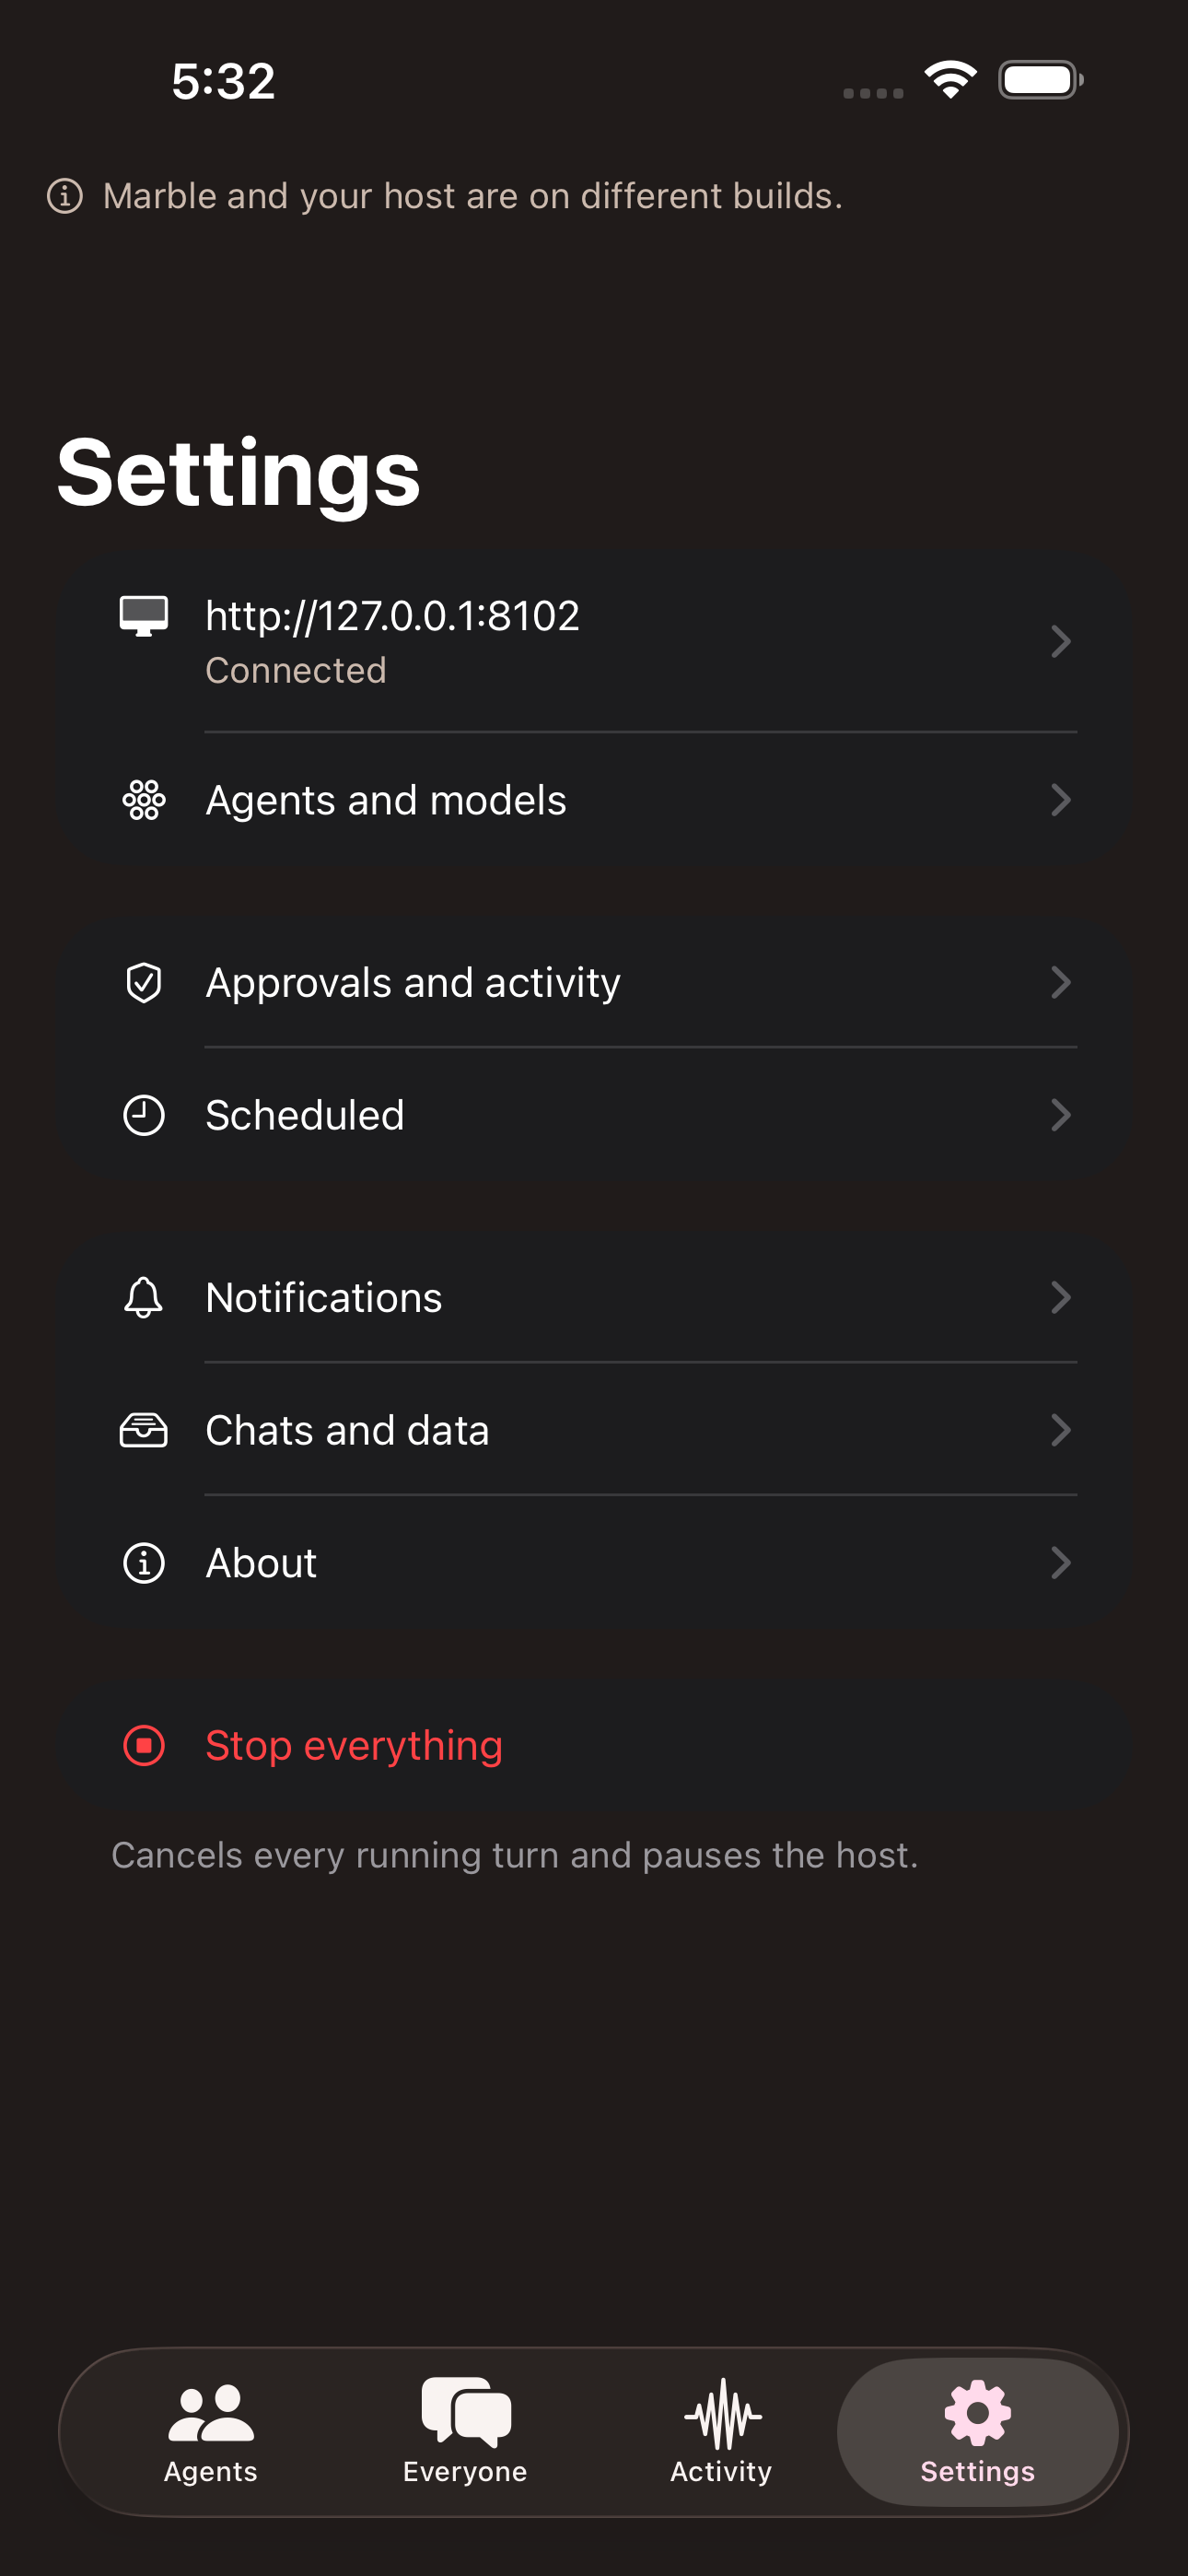 5:32
Marble and your host are on different builds.
Settings
http://127.0.0.1:8102
Connected
Agents and models
Approvals and activity
Scheduled
Notifications
Chats and data
About
Stop everything
Cancels every running turn and pauses the host.
Agents
Everyone
Activity
Settings